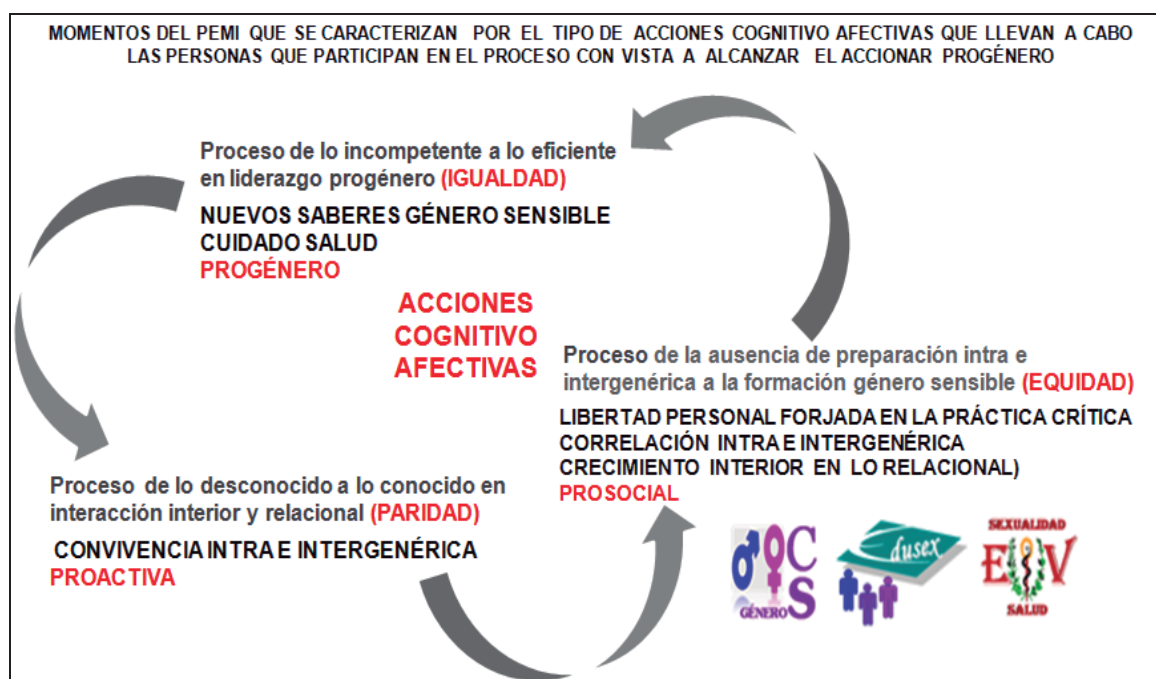 MOMENTOS DEL PEMI QUE SE CARACTERIZAN POR EL TIPO DE ACCIONES COGNITIVO AFECTIVAS QUE LLEVAN A CABO
LAS PERSONAS QUE PARTICIPAN EN EL PROCESO CON VISTA A ALCANZAR EL ACCIONAR PROGÉNERO
Proceso de lo incompetente a lo eficiente
en liderazgo progénero (IGUALDAD)
NUEVOS SABERES GÉNERO SENSIBLE
CUIDADO SALUD
PROGÉNERO
ACCIONES
COGNITIVO
AFECTIVAS
Proceso de la ausencia de preparación intra e
intergenérica a la formación género sensible (EQUIDAD)
LIBERTAD PERSONAL FORJADA EN LA PRÁCTICA CRÍTICA
CORRELACIÓN INTRA E INTERGENÉRICA
CRECIMIENTO INTERIOR EN LO RELACIONAL)
PROSOCIAL
Proceso de lo desconocido a lo conocido en
interacción interior y relacional (PARIDAD)
CONVIVENCIA INTRA E INTERGENÉRICA
PROACTIVA
C
S
GÉNERO
Edusex
SEXUALIDAD
E V
SALUD